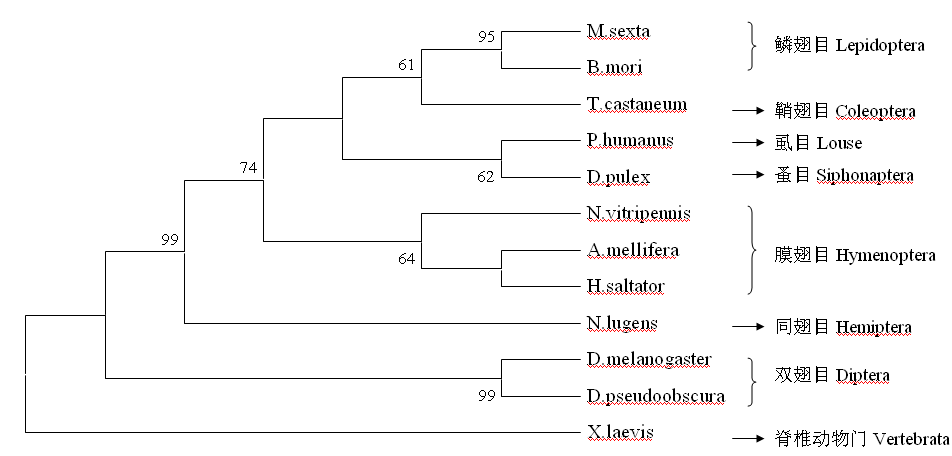 95
M.sexta
B.mori
鳞翅目 Lepidoptera
61
T.castaneum
鞘翅目 Coleoptera
P.humanus
虱目 Louse
62
D.pulex
蚤目 Siphonaptera
74
N.vitripennis
64
A.mellifera
H.saltator
膜翅目 Hymenoptera
99
N.lugens
同翅目 Hemiptera
D.melanogaster
99
D.pseudoobscura
双翅目 Diptera
X.laevis
脊椎动物门 Vertebrata